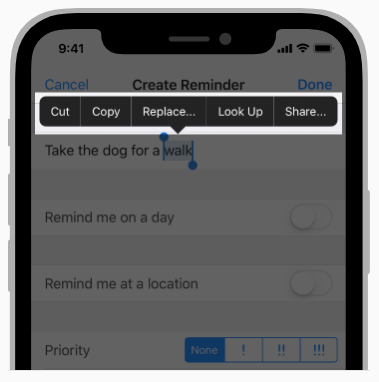 9:41
Cancel Create Reminder Done
Cut Copy Replace... Look Up Share...
Take the dog for a walk
Remind me on a day
Remind me at a location
Priority None ! !! !!!